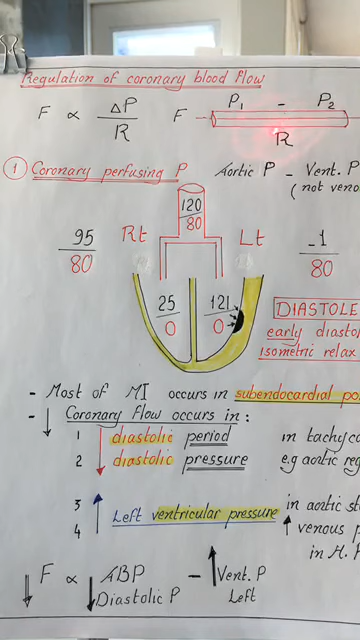 Regulation of coronary blood flow
F ∝ ΔP / R
F P1 - P2
R
1 Coronary perfusing P Aortic P - Vent. P
(not veno
120
80
95
80
Rt
Lt
-1
80
25
0
121
0
DIASTOLE
early diasto
isometric relax
- Most of MI occurs in subendocardial po
- ↓ Coronary flow occurs in:
1 ↓ diastolic period in tachyca
2 diastolic pressure e.g aortic reg
3 ↑ Left ventricular pressure in aortic st
4 ↑ venous p
in H.F
↓ F ∝ ↓ ABP - ↑ Vent. P
Diastolic P Left